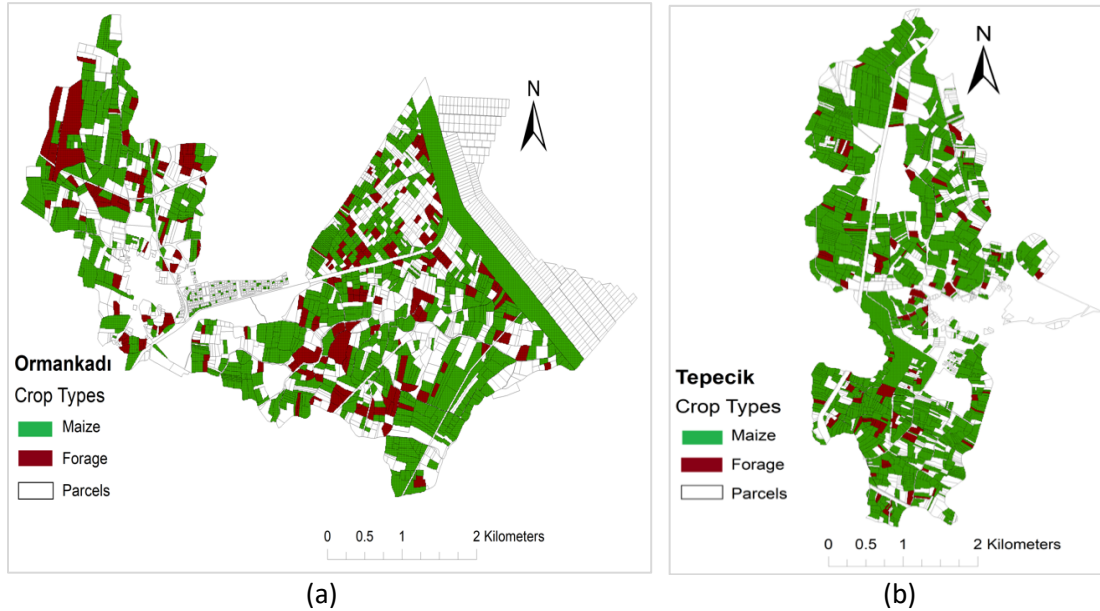 N
Ormankadı
Crop Types
Maize
Forage
Parcels
0 0.5 1 2 Kilometers
(a)
N
Tepecik
Crop Types
Maize
Forage
Parcels
0 0.5 1 2 Kilometers
(b)